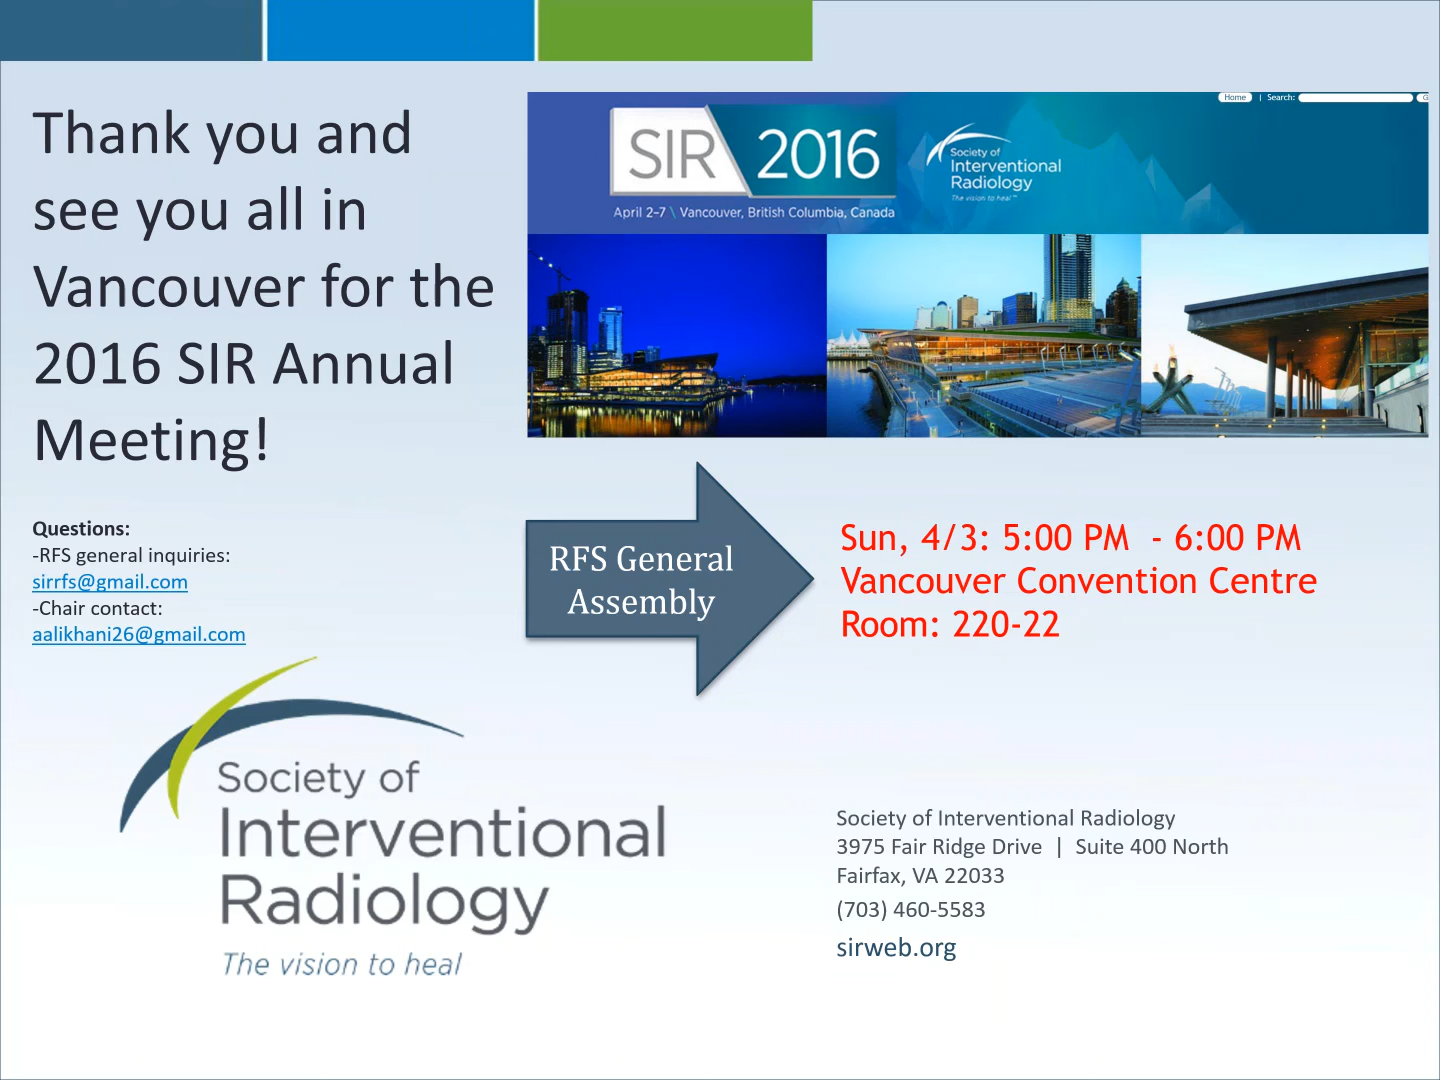 Thank you and
see you all in
Vancouver for the
2016 SIR Annual
Meeting!
Home | Search:
SIR 2016
Society of
Interventional
Radiology
The vision to heal™
April 2-7 \ Vancouver, British Columbia, Canada
Questions:
-RFS general inquiries:
sirrfs@gmail.com
-Chair contact:
aalikhani26@gmail.com
RFS General
Assembly
Sun, 4/3: 5:00 PM - 6:00 PM
Vancouver Convention Centre
Room: 220-22
Society of
Interventional
Radiology
The vision to heal
Society of Interventional Radiology
3975 Fair Ridge Drive | Suite 400 North
Fairfax, VA 22033
(703) 460-5583
sirweb.org